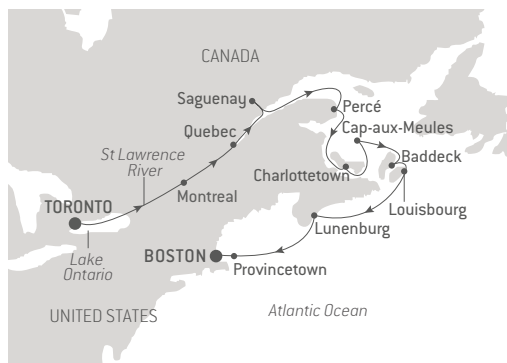 CANADA
Saguenay
Percé
Quebec
Cap-aux-Meules
St Lawrence
River
Baddeck
Charlottetown
Montreal
Louisbourg
TORONTO
Lunenburg
Lake
Ontario
BOSTON
Provincetown
UNITED STATES
Atlantic Ocean